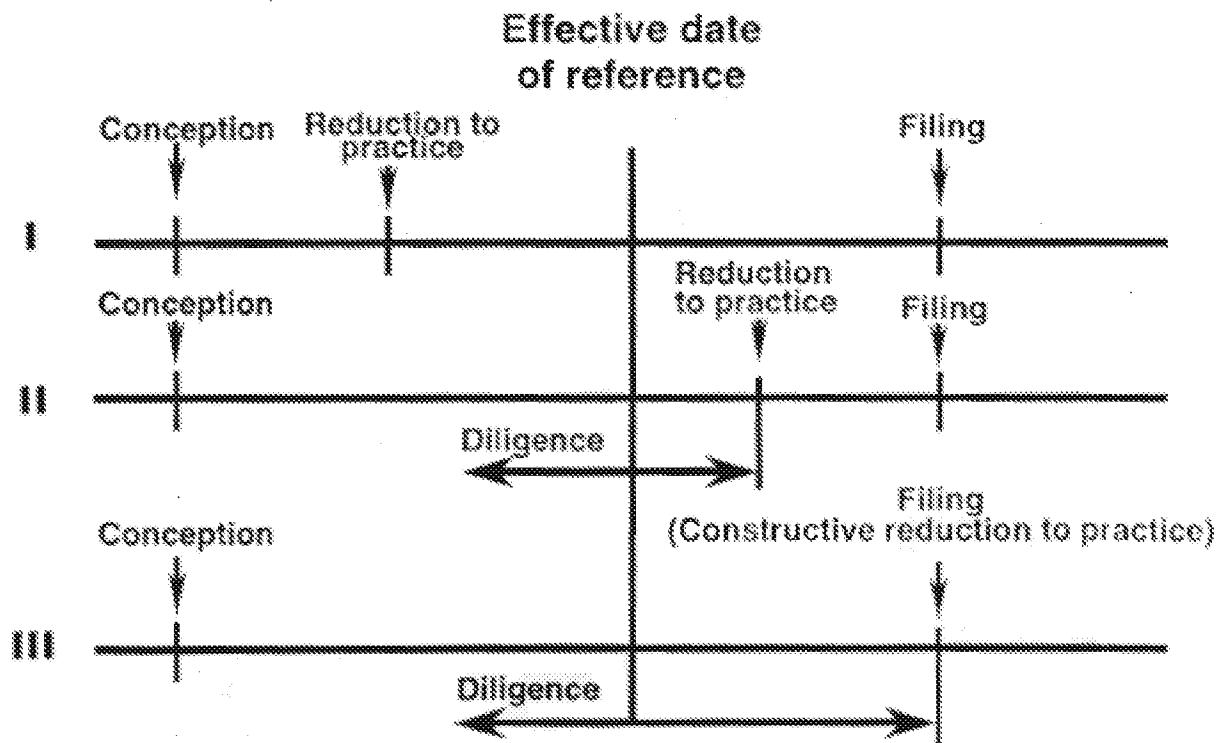 Effective date
of reference
Conception
Reduction to
practice
Filing
I
Conception
Reduction
to practice
Filing
II
Diligence
Conception
Filing
(Constructive reduction to practice)
III
Diligence